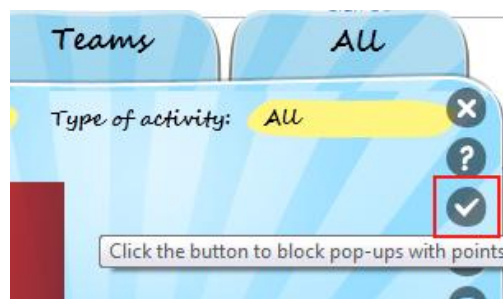 Teams
All
Type of activity: All
?
Click the button to block pop-ups with points